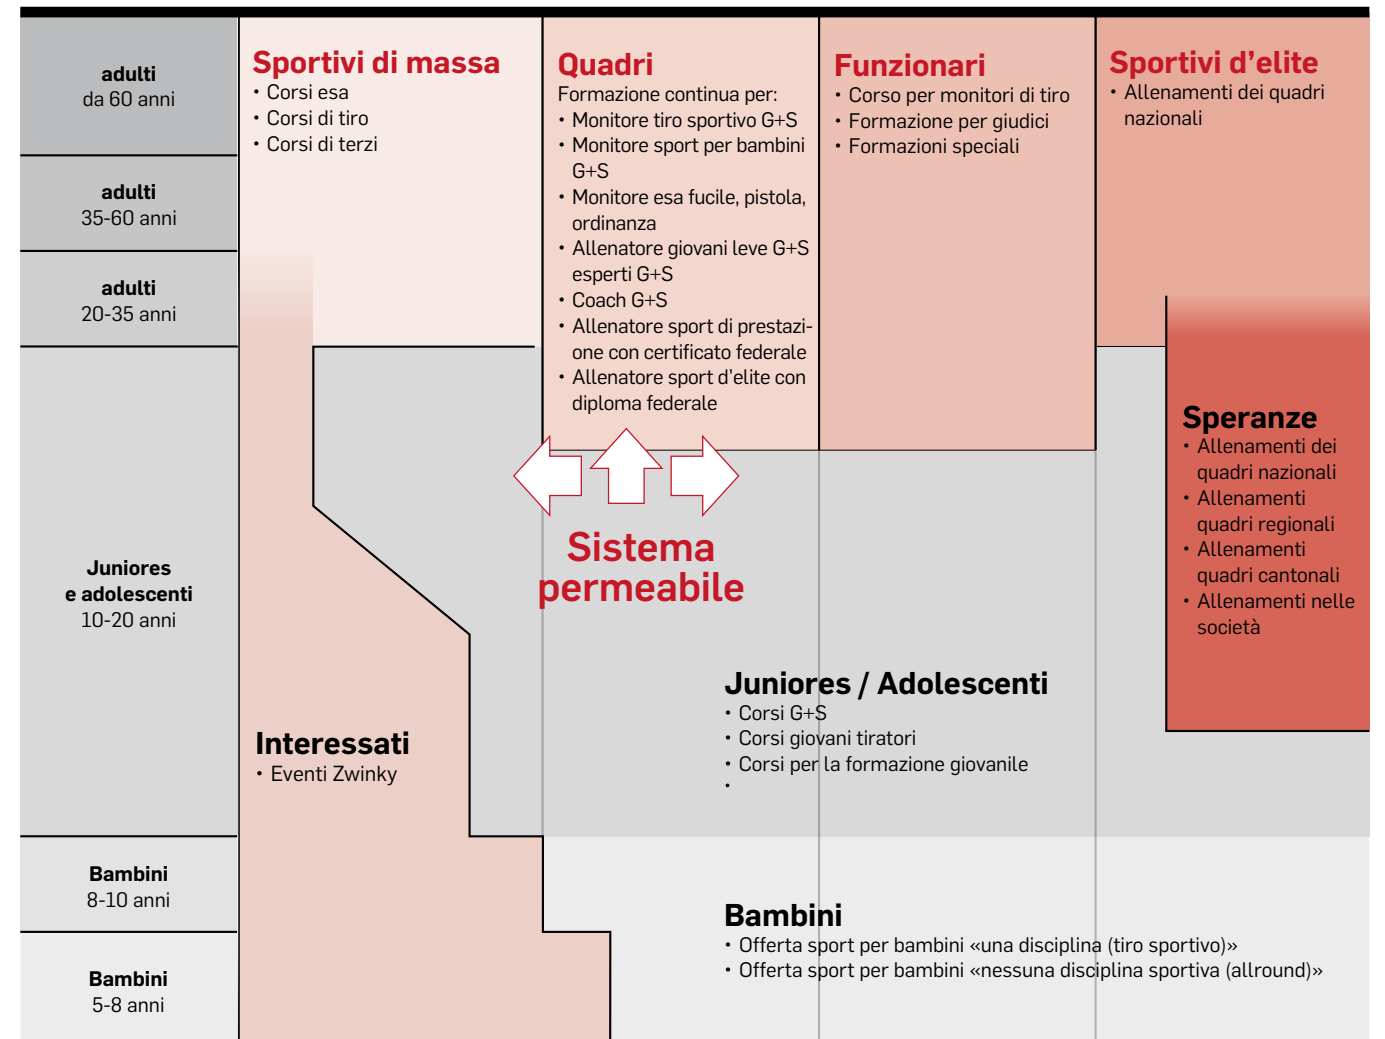 adulti
da 60 anni
adulti
35-60 anni
adulti
20-35 anni
Juniores
e adolescenti
10-20 anni
Bambini
8-10 anni
Bambini
5-8 anni
Sportivi di massa
• Corsi esa
• Corsi di tiro
• Corsi di terzi
Quadri
Formazione continua per:
• Monitore tiro sportivo G+S
• Monitore sport per bambini
G+S
• Monitore esa fucile, pistola,
ordinanza
• Allenatore giovani leve G+S
esperti G+S
• Coach G+S
• Allenatore sport di prestazi-
one con certificato federale
• Allenatore sport d’elite con
diploma federale
Funzionari
• Corso per monitori di tiro
• Formazione per giudici
• Formazioni speciali
Sportivi d’elite
• Allenamenti dei quadri
nazionali
Speranze
• Allenamenti dei
quadri nazionali
• Allenamenti
quadri regionali
• Allenamenti
quadri cantonali
• Allenamenti nelle
società
Sistema
permeabile
Interessati
• Eventi Zwinky
Juniores / Adolescenti
• Corsi G+S
• Corsi giovani tiratori
• Corsi per la formazione giovanile
•
Bambini
• Offerta sport per bambini «una disciplina (tiro sportivo)»
• Offerta sport per bambini «nessuna disciplina sportiva (allround)»